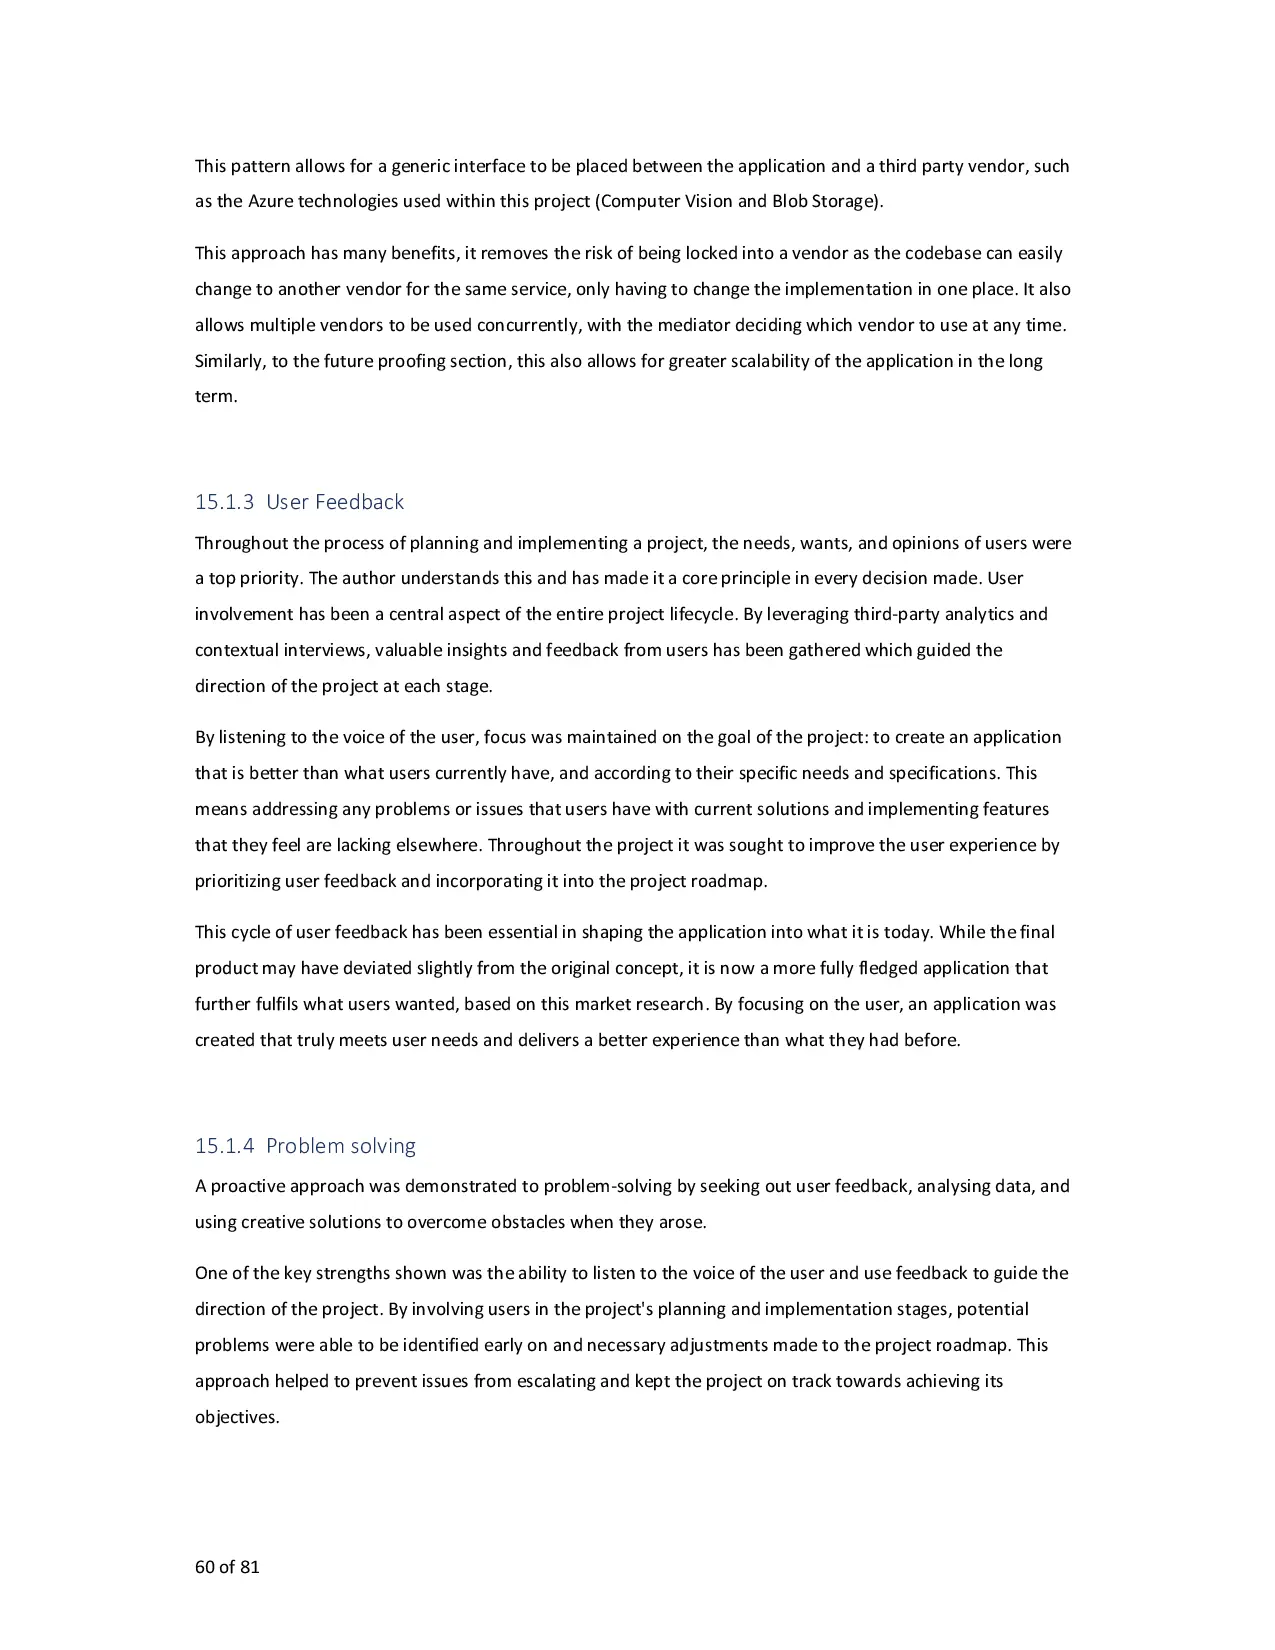 This pattern allows for a generic interface to be placed between the application and a third party vendor, such
as the Azure technologies used within this project (Computer Vision and Blob Storage).
This approach has many benefits, it removes the risk of being locked into a vendor as the codebase can easily
change to another vendor for the same service, only having to change the implementation in one place. It also
allows multiple vendors to be used concurrently, with the mediator deciding which vendor to use at any time.
Similarly, to the future proofing section, this also allows for greater scalability of the application in the long
term.
15.1.3 User Feedback
Throughout the process of planning and implementing a project, the needs, wants, and opinions of users were
a top priority. The author understands this and has made it a core principle in every decision made. User
involvement has been a central aspect of the entire project lifecycle. By leveraging third-party analytics and
contextual interviews, valuable insights and feedback from users has been gathered which guided the
direction of the project at each stage.
By listening to the voice of the user, focus was maintained on the goal of the project: to create an application
that is better than what users currently have, and according to their specific needs and specifications. This
means addressing any problems or issues that users have with current solutions and implementing features
that they feel are lacking elsewhere. Throughout the project it was sought to improve the user experience by
prioritizing user feedback and incorporating it into the project roadmap.
This cycle of user feedback has been essential in shaping the application into what it is today. While the final
product may have deviated slightly from the original concept, it is now a more fully fledged application that
further fulfils what users wanted, based on this market research. By focusing on the user, an application was
created that truly meets user needs and delivers a better experience than what they had before.
15.1.4 Problem solving
A proactive approach was demonstrated to problem-solving by seeking out user feedback, analysing data, and
using creative solutions to overcome obstacles when they arose.
One of the key strengths shown was the ability to listen to the voice of the user and use feedback to guide the
direction of the project. By involving users in the project's planning and implementation stages, potential
problems were able to be identified early on and necessary adjustments made to the project roadmap. This
approach helped to prevent issues from escalating and kept the project on track towards achieving its
objectives.
60 of 81